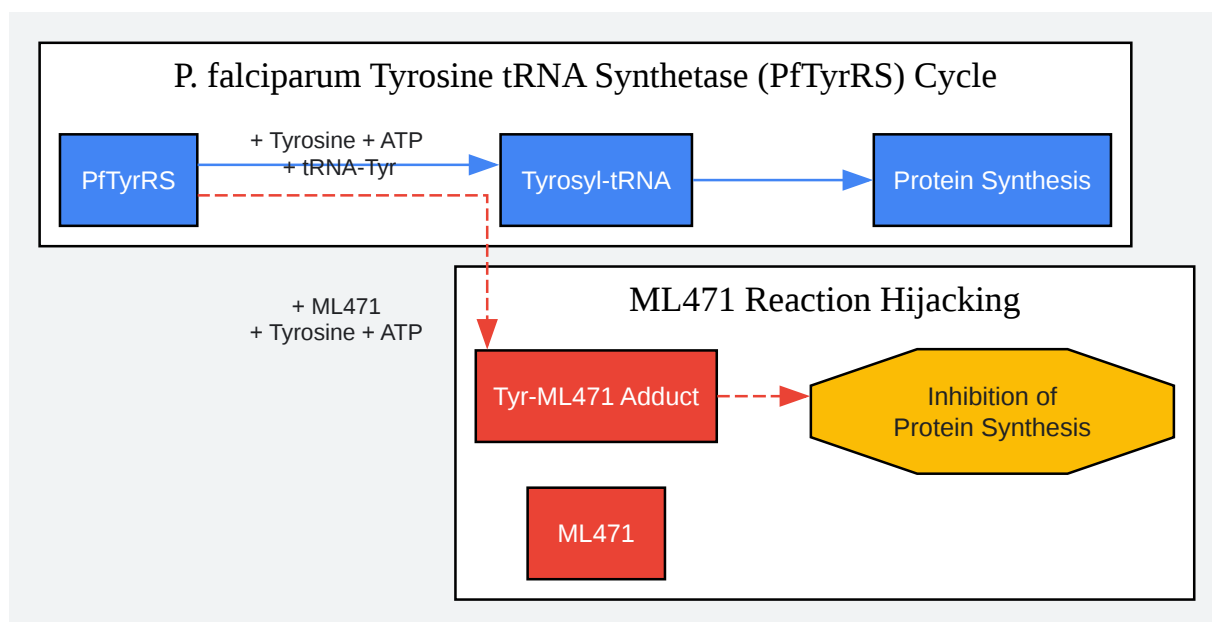 P. falciparum Tyrosine tRNA Synthetase (PfTyrRS) Cycle
+ Tyrosine + ATP
+ tRNA-Tyr
PfTyrRS
Tyrosyl-tRNA
Protein Synthesis
+ ML471
+ Tyrosine + ATP
ML471 Reaction Hijacking
Tyr-ML471 Adduct
Inhibition of
Protein Synthesis
ML471